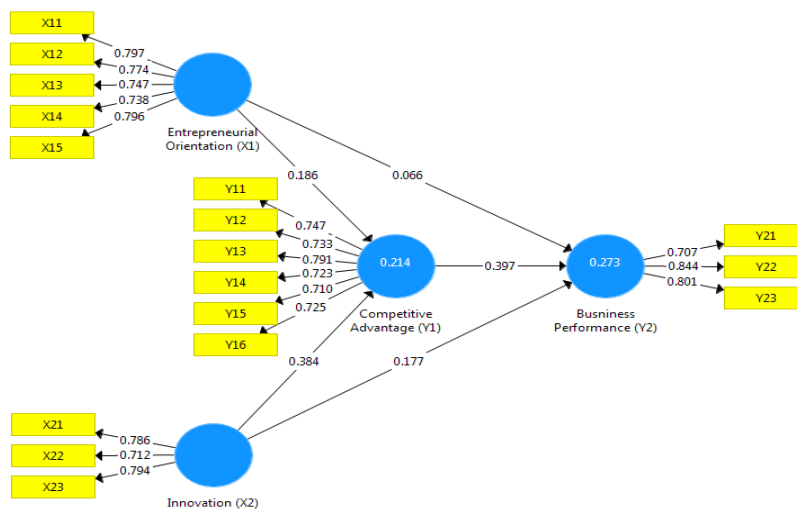 X11
X12
X13
X14
X15
0.797
0.774
0.747
0.738
0.796
Entrepreneurial
Orientation (X1)
0.186
0.066
Y11
Y12
Y13
Y14
Y15
Y16
0.747
0.733
0.791
0.723
0.710
0.725
0.214
Competitive
Advantage (Y1)
0.397
0.273
Busniness
Performance (Y2)
0.707
0.844
0.801
Y21
Y22
Y23
0.384
0.177
X21
X22
X23
0.786
0.712
0.794
Innovation (X2)